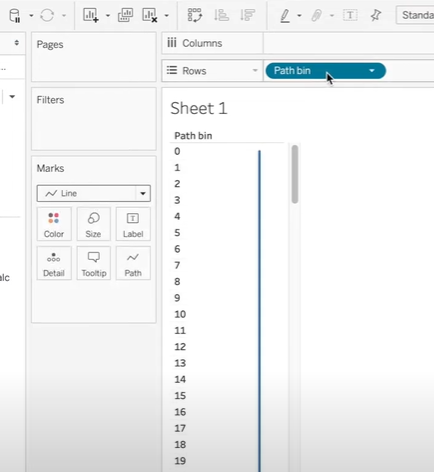 Standa
Pages
Columns
Rows
Path bin
Filters
Sheet 1
Path bin
Marks
Line
Color
Size
Label
Detail
Tooltip
Path
alc
0
1
2
3
4
5
6
7
8
9
10
11
12
13
14
15
16
17
18
19